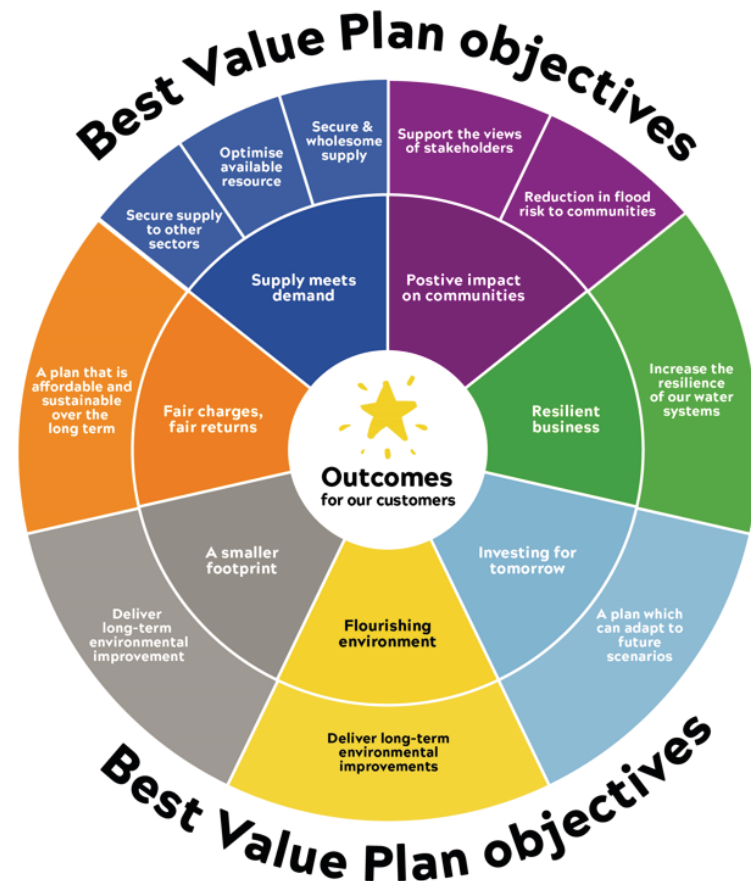 Best Value Plan objectives
Secure supply
to other
sectors
Optimise
available
resource
Secure &
wholesome
supply
Support the views
of stakeholders
Reduction in flood
risk to communities
Supply meets
demand
Postive impact
on communities
A plan that is
affordable and
sustainable
over the
long term
Fair charges,
fair returns
Resilient
business
Increase the
resilience
of our water
systems
Outcomes
for our customers
A smaller
footprint
Investing for
tomorrow
Deliver
long-term
environmental
improvement
Flourishing
environment
A plan which
can adapt to
future
scenarios
Deliver long-term
environmental
improvements
Best Value Plan objectives